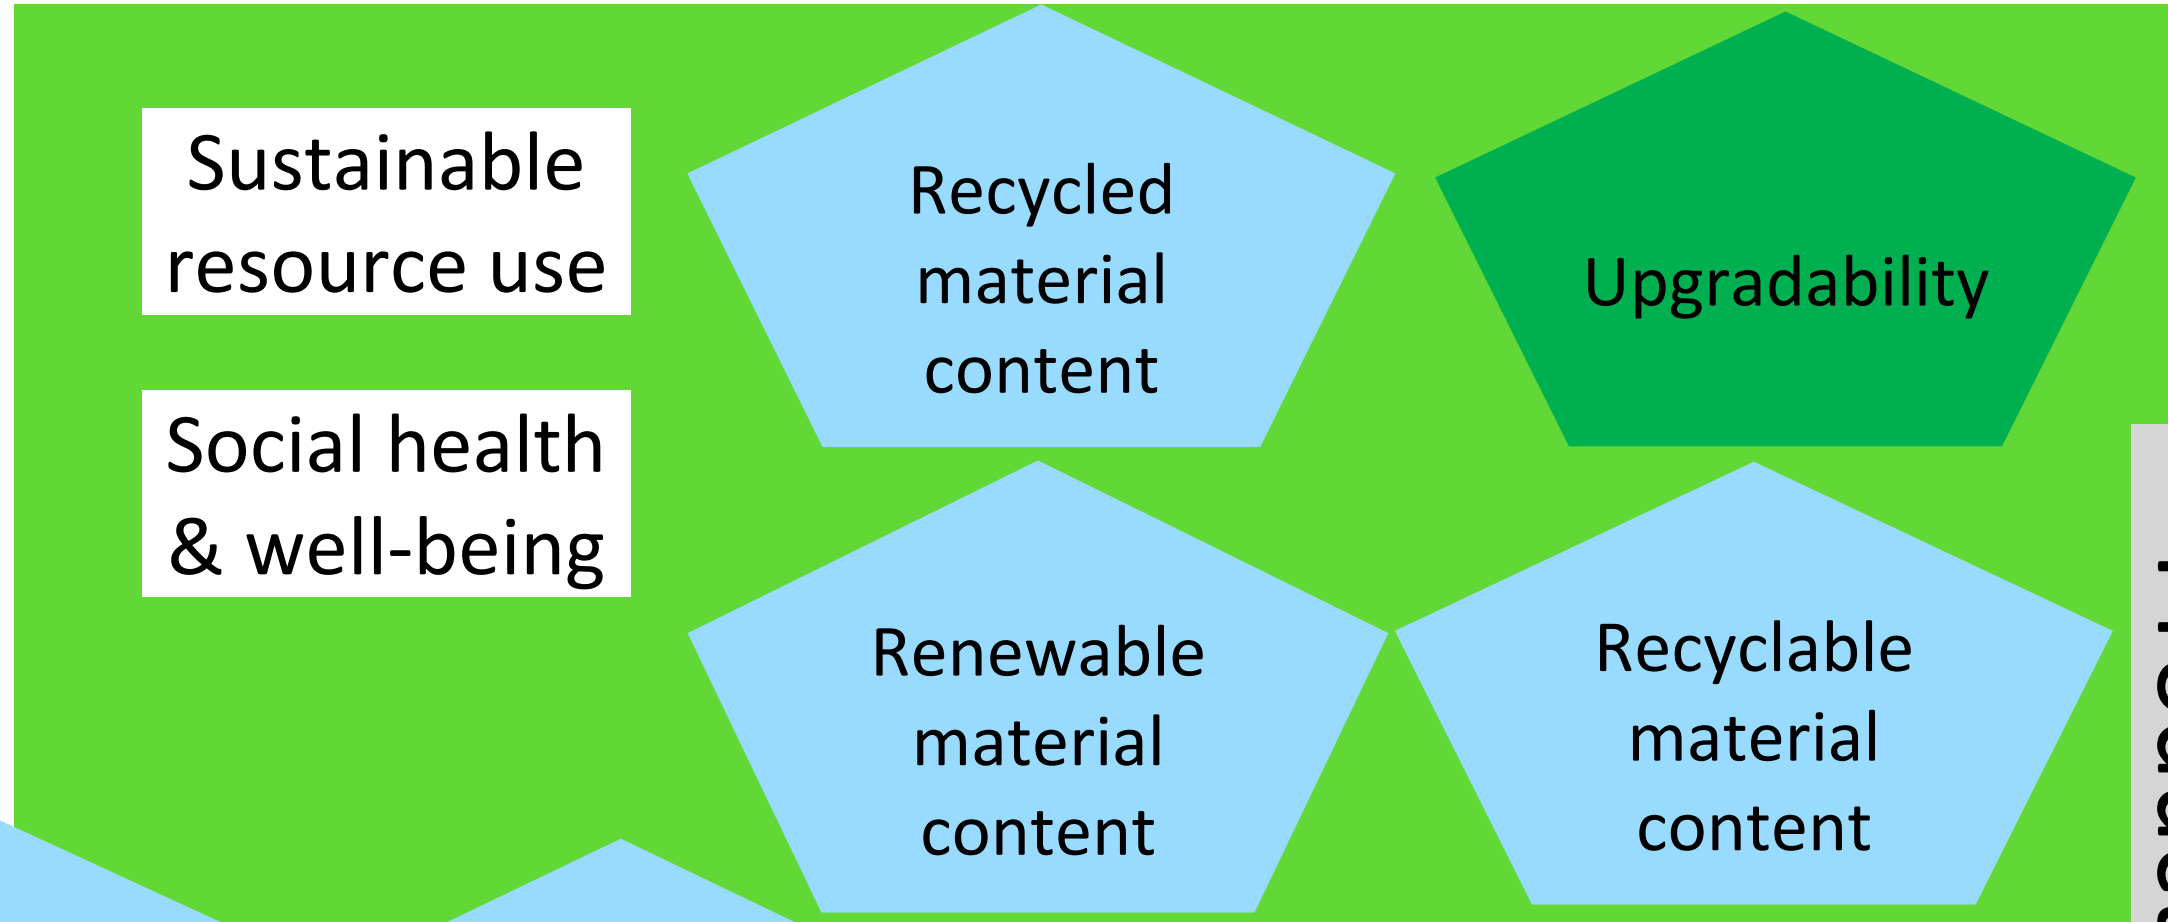 Sustainable
resource use
Social health
& well-being
Recycled
material
content
Upgradability
Renewable
material
content
Recyclable
material
content